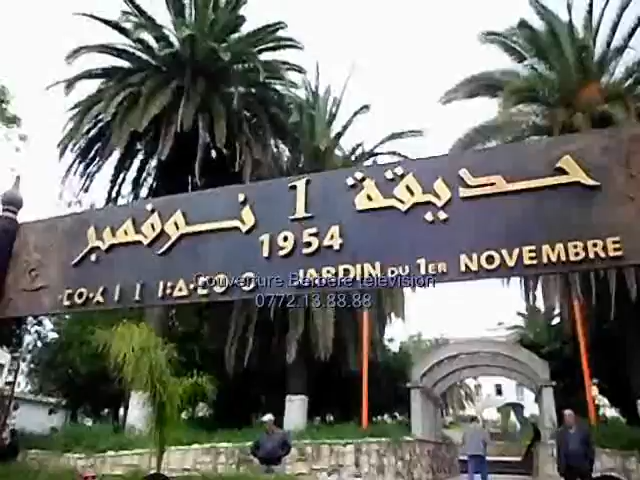 حديقة 1 نوفمبر
1954
JARDIN DU 1ER NOVEMBRE
Couverture Berbère télévision
0772.13.88.88